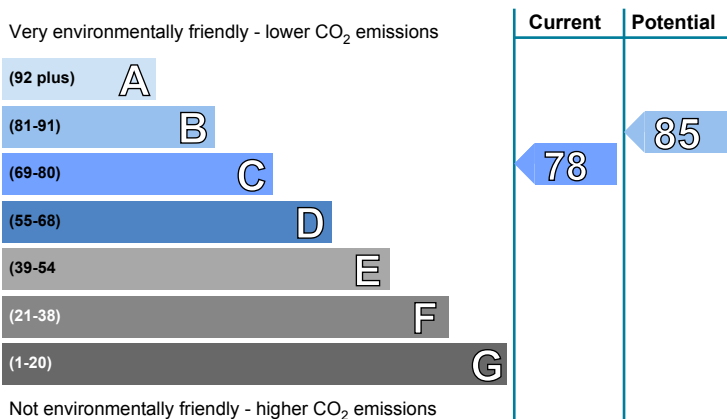 Very environmentally friendly - lower CO2 emissions
Current
Potential
(92 plus) A
(81-91) B
(69-80) C
(55-68) D
(39-54 E
(21-38) F
(1-20) G
78
85
Not environmentally friendly - higher CO2 emissions